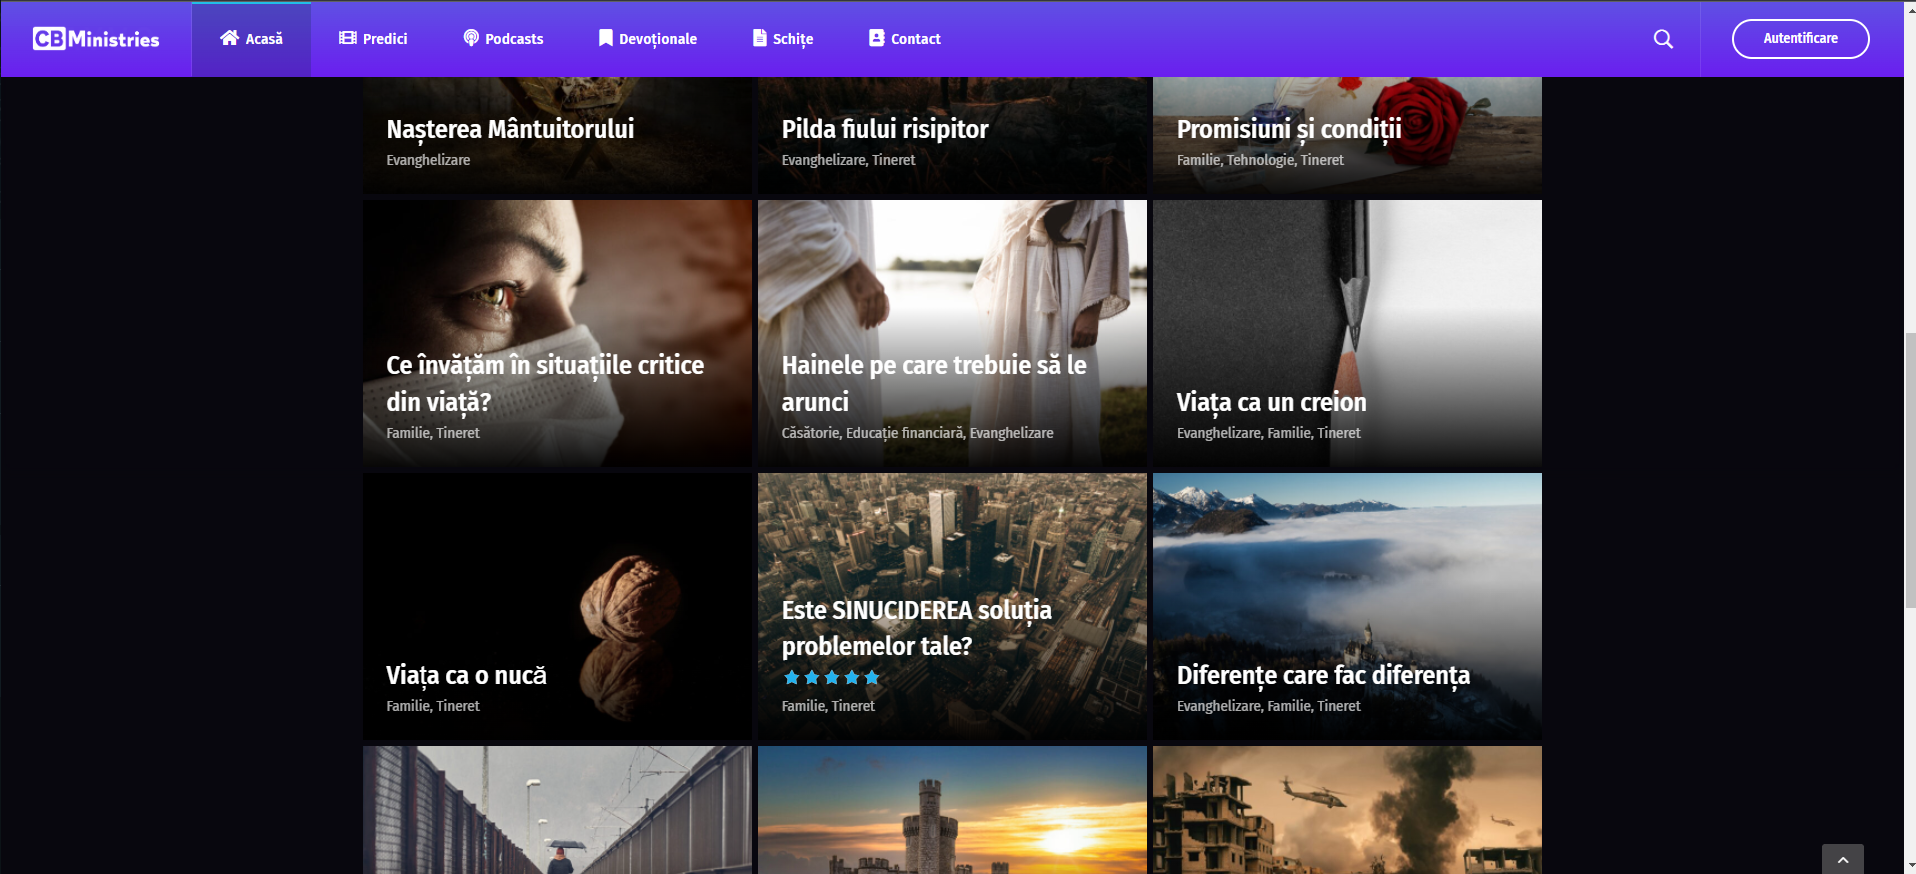 CBMinistries
Acasă
Predici
Podcasts
Devoționale
Schițe
Contact
Autentificare
Nașterea Mântuitorului
Evanghelizare
Pilda fiului risipitor
Evanghelizare, Tineret
Promisiuni și condiții
Familie, Tehnologie, Tineret
Ce învățăm în situațiile critice
din viață?
Familie, Tineret
Hainele pe care trebuie să le
arunci
Căsătorie, Educație financiară, Evanghelizare
Viața ca un creion
Evanghelizare, Familie, Tineret
Viața ca o nucă
Familie, Tineret
Este SINUCIDEREA soluția
problemelor tale?
Familie, Tineret
Diferențe care fac diferența
Evanghelizare, Familie, Tineret